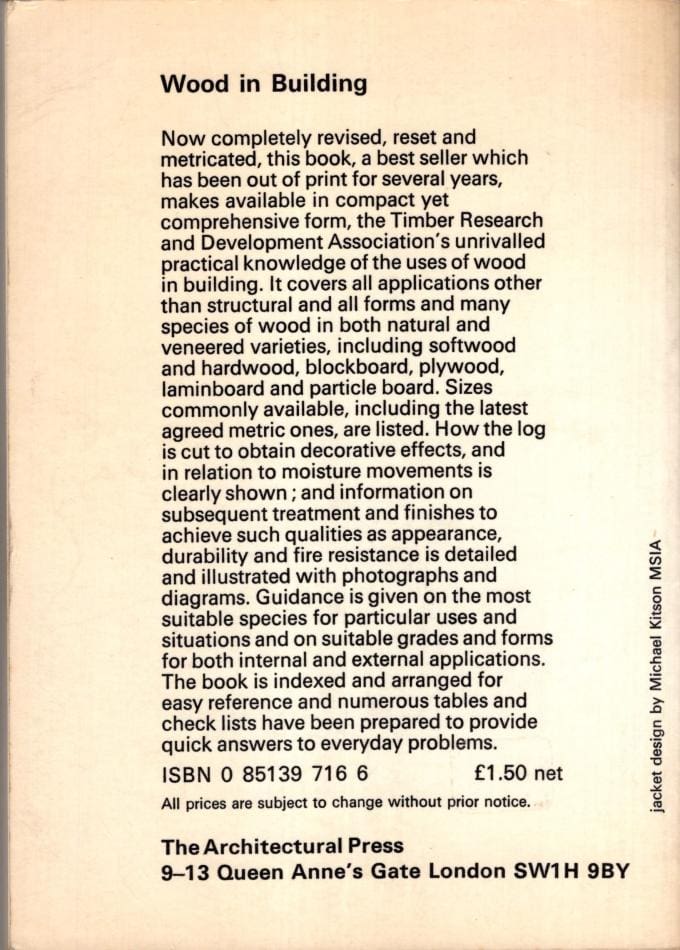 Wood in Building
Now completely revised, reset and
metricated, this book, a best seller which
has been out of print for several years,
makes available in compact yet
comprehensive form, the Timber Research
and Development Association's unrivalled
practical knowledge of the uses of wood
in building. It covers all applications other
than structural and all forms and many
species of wood in both natural and
veneered varieties, including softwood
and hardwood, blockboard, plywood,
laminboard and particle board. Sizes
commonly available, including the latest
agreed metric ones, are listed. How the log
is cut to obtain decorative effects, and
in relation to moisture movements is
clearly shown ; and information on
subsequent treatment and finishes to
achieve such qualities as appearance,
durability and fire resistance is detailed
and illustrated with photographs and
diagrams. Guidance is given on the most
suitable species for particular uses and
situations and on suitable grades and forms
for both internal and external applications.
The book is indexed and arranged for
easy reference and numerous tables and
check lists have been prepared to provide
quick answers to everyday problems.
ISBN 0 85139 716 6 £1.50 net
All prices are subject to change without prior notice.
The Architectural Press
9–13 Queen Anne's Gate London SW1H 9BY
jacket design by Michael Kitson MSIA